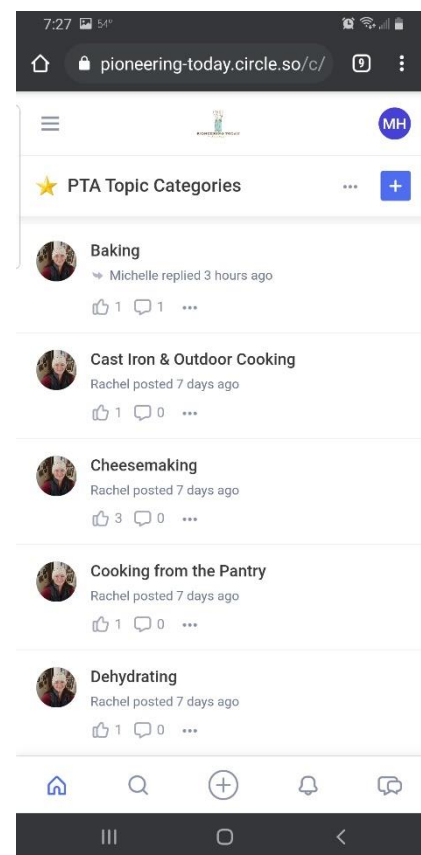 7:27 54°
pioneering-today.circle.so/c/ 9
PIONEERING TODAY
MH
PTA Topic Categories
Baking
Michelle replied 3 hours ago
1 1
Cast Iron & Outdoor Cooking
Rachel posted 7 days ago
1 0
Cheesemaking
Rachel posted 7 days ago
3 0
Cooking from the Pantry
Rachel posted 7 days ago
1 0
Dehydrating
Rachel posted 7 days ago
1 0